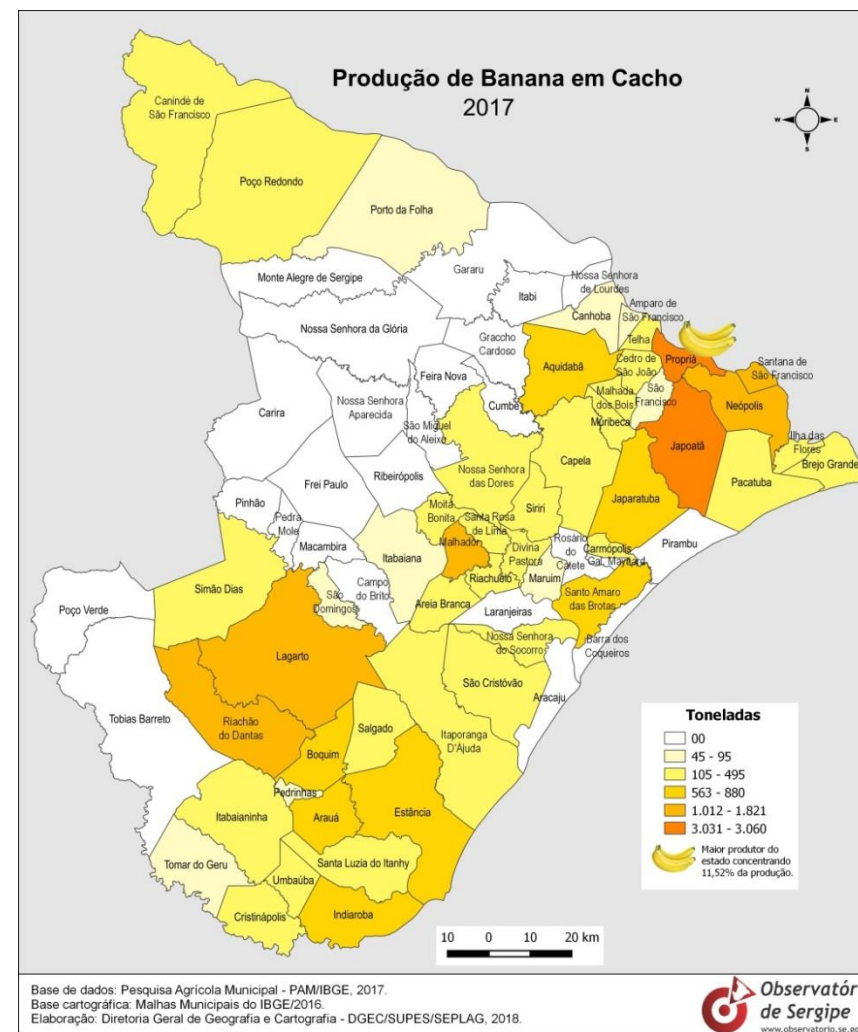 Produção de Banana em Cacho
2017
N
W
E
S
Canindé de
São Francisco
Poço Redondo
Porto da Folha
Monte Alegre de Sergipe
Gararu
Nossa Senhora
de Lourdes
Itabi
Amparo de
São Francisco
Canhoba
Nossa Senhora da Glória
Graccho
Cardoso
Telha
Propriá
Santana de
São Francisco
Aquidabã
Cedro de
São João
Feira Nova
São
Francisco
Neópolis
Malhada
dos Bois
Nossa Senhora
Aparecida
Cumbe
Carira
São Miguel
do Aleixo
Muribeca
Ilha das
Flores
Japoatã
Brejo Grande
Nossa Senhora
das Dores
Capela
Ribeirópolis
Pacatuba
Frei Paulo
Japaratuba
Pinhão
Siriri
Moita
Bonita
Santa Rosa
de Lima
Pedra
Mole
Rosário
do
Catete
Pirambu
Macambira
Malhador
Divina
Pastora
Carmópolis
Itabaiana
Gal. Maynard
Simão Dias
Riachuelo
Maruim
São
Domingos
Campo
do Brito
Santo Amaro
das Brotas
Areia Branca
Poço Verde
Laranjeiras
Nossa Senhora
do Socorro
Barra dos
Coqueiros
Lagarto
São Cristóvão
Aracaju
Tobias Barreto
Riachão
do Dantas
Salgado
Itaporanga
D'Ájuda
Boquim
Pedrinhas
Estância
Itabaianinha
Arauá
Tomar do Geru
Santa Luzia do Itanhy
Umbaúba
Cristinápolis
Indiaroba
Toneladas
00
45 - 95
105 - 495
563 - 880
1.012 - 1.821
3.031 - 3.060
Maior produtor do
estado concentrando
11,52% da produção.
10 0 10 20 km
Base de dados: Pesquisa Agrícola Municipal - PAM/IBGE, 2017.
Base cartográfica: Malhas Municipais do IBGE/2016.
Elaboração: Diretoria Geral de Geografia e Cartografia - DGEC/SUPES/SEPLAG, 2018.
Observatór
de Sergipe
www.observatorio.se.go